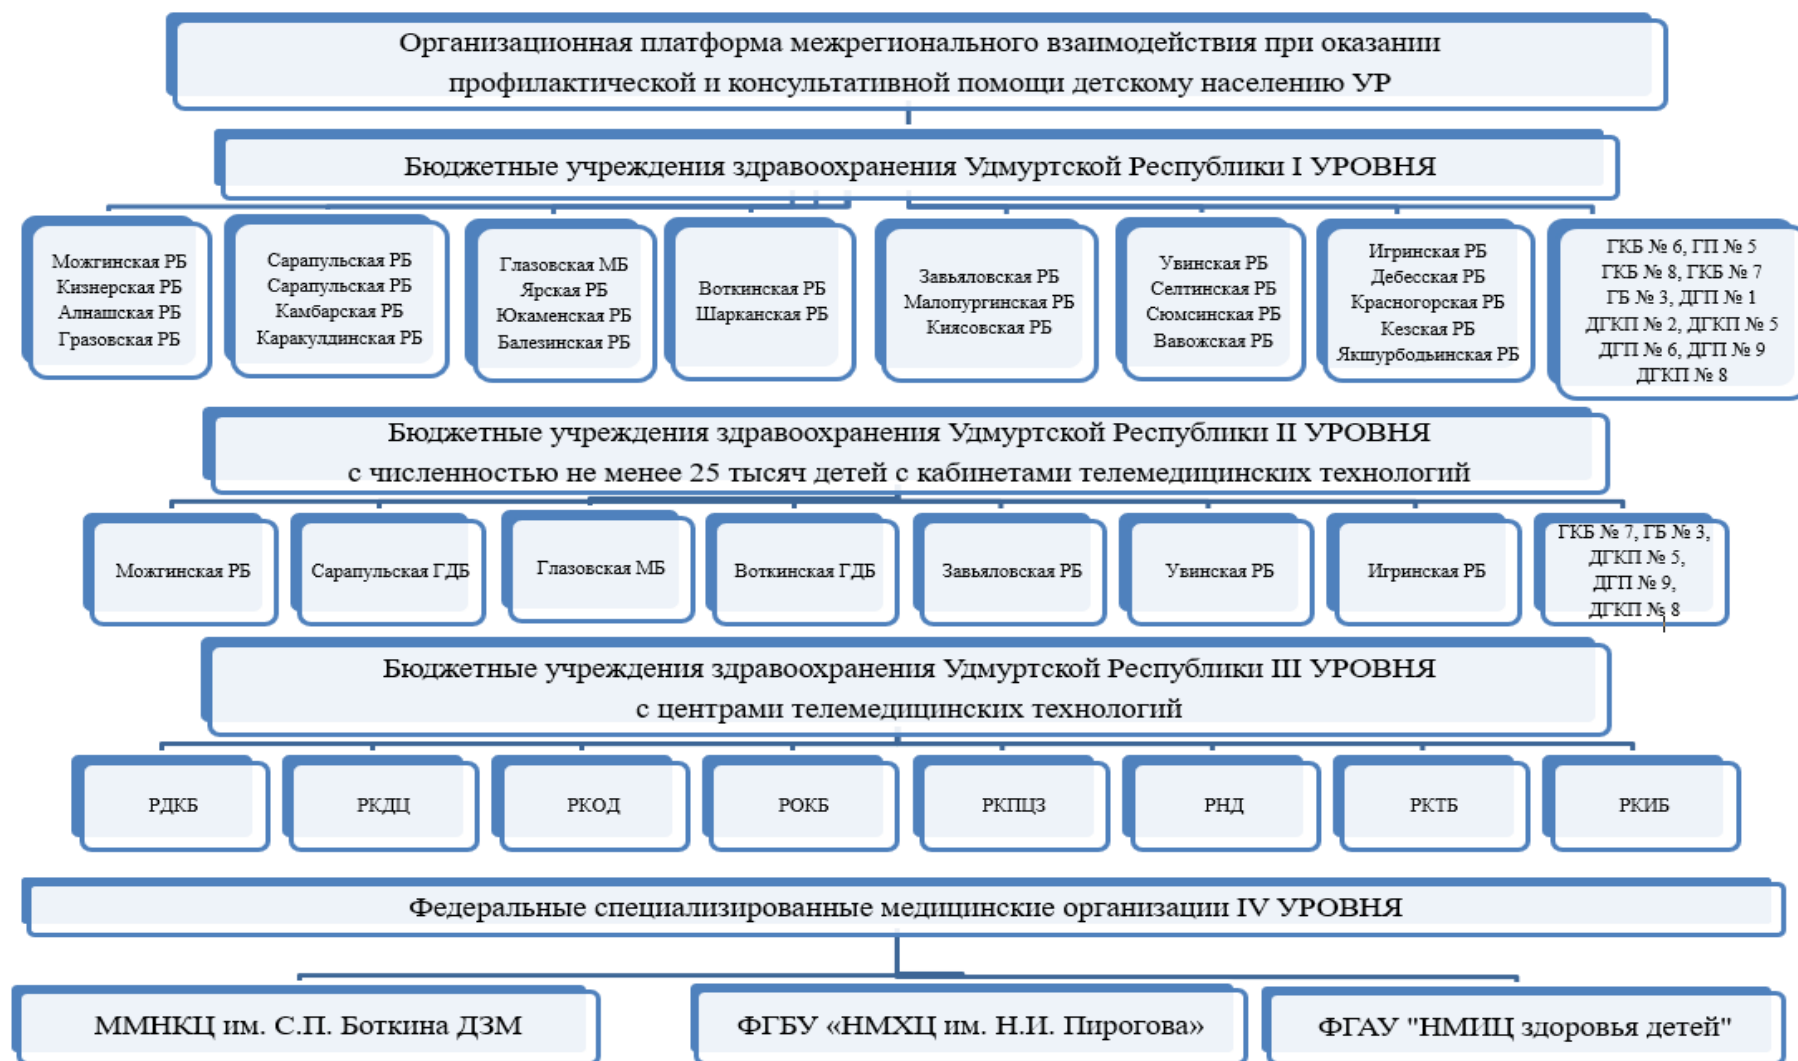 Организационная платформа межрегионального взаимодействия при оказании
профилактической и консультативной помощи детскому населению УР
Бюджетные учреждения здравоохранения Удмуртской Республики I УРОВНЯ
Можгинская РБ
Кизнерская РБ
Алнашская РБ
Гразовская РБ
Сарапульская РБ
Сарапульская РБ
Камбарская РБ
Каракулдинская РБ
Глазовская МБ
Ярская РБ
Юкаменская РБ
Балезинская РБ
Воткинская РБ
Шарканская РБ
Завьяловская РБ
Малопургинская РБ
Киясовская РБ
Увинская РБ
Селтинская РБ
Сюмсинская РБ
Вавожская РБ
Игринская РБ
Дебесская РБ
Красногорская РБ
Кезская РБ
Якшурбодьинская РБ
ГКБ № 6, ГП № 5
ГКБ № 8, ГКБ № 7
ГБ № 3, ДГП № 1
ДГКП № 2, ДГКП № 5
ДГП № 6, ДГП № 9
ДГКП № 8
Бюджетные учреждения здравоохранения Удмуртской Республики II УРОВНЯ
с численностью не менее 25 тысяч детей с кабинетами телемедицинских технологий
Можгинская РБ
Сарапульская ГДБ
Глазовская МБ
Воткинская ГДБ
Завьяловская РБ
Увинская РБ
Игринская РБ
ГКБ № 7, ГБ № 3,
ДГКП № 5,
ДГП № 9,
ДГКП № 8
Бюджетные учреждения здравоохранения Удмуртской Республики III УРОВНЯ
с центрами телемедицинских технологий
РДКБ
РКДЦ
РКОД
РОКБ
РКПЦЗ
РНД
РКТБ
РКИБ
Федеральные специализированные медицинские организации IV УРОВНЯ
ММНКЦ им. С.П. Боткина ДЗМ
ФГБУ «НМХЦ им. Н.И. Пирогова»
ФГАУ "НМИЦ здоровья детей"